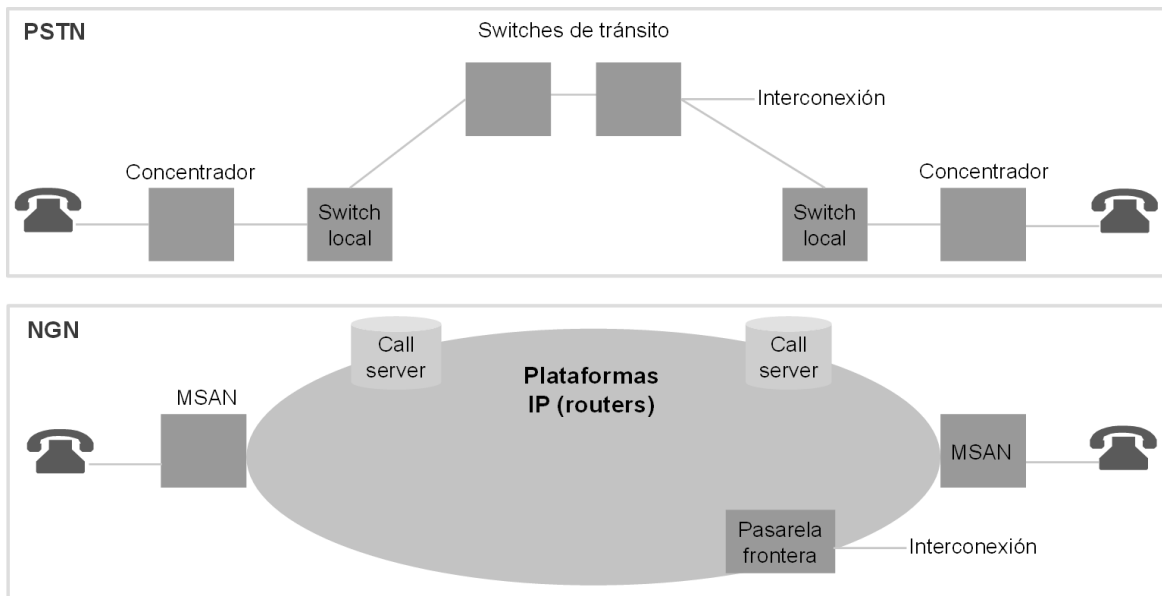 PSTN
Switches de tránsito
Interconexión
Concentrador
Concentrador
Switch
local
Switch
local
NGN
Call
server
Call
server
Plataformas
IP (routers)
MSAN
MSAN
Pasarela
frontera
Interconexión